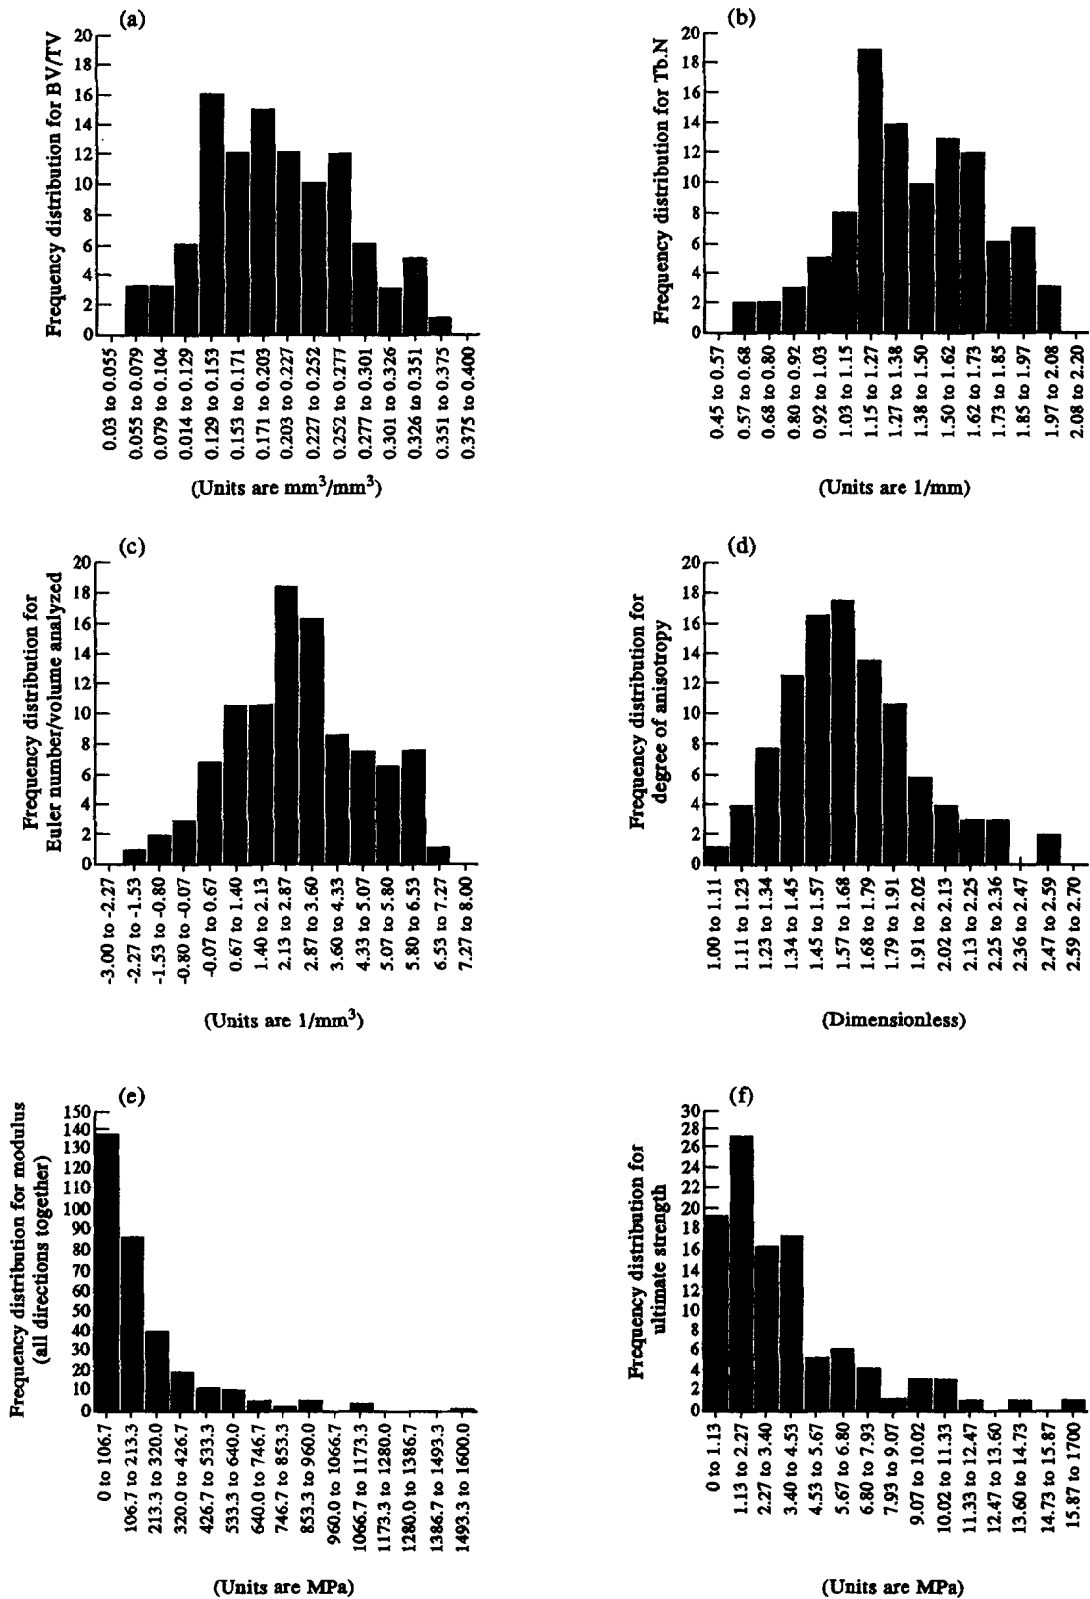 (a)
Frequency distribution for BV/TV
20
18
16
14
12
10
8
6
4
2
0
0.03 to 0.055
0.055 to 0.079
0.079 to 0.104
0.014 to 0.129
0.129 to 0.153
0.153 to 0.171
0.171 to 0.203
0.203 to 0.227
0.227 to 0.252
0.252 to 0.277
0.277 to 0.301
0.301 to 0.326
0.326 to 0.351
0.351 to 0.375
0.375 to 0.400
(Units are mm³/mm³)
(b)
Frequency distribution for Tb.N
20
18
16
14
12
10
8
6
4
2
0
0.45 to 0.57
0.57 to 0.68
0.68 to 0.80
0.80 to 0.92
0.92 to 1.03
1.03 to 1.15
1.15 to 1.27
1.27 to 1.38
1.38 to 1.50
1.50 to 1.62
1.62 to 1.73
1.73 to 1.85
1.85 to 1.97
1.97 to 2.08
2.08 to 2.20
(Units are 1/mm)
(c)
Frequency distribution for
Euler number/volume analyzed
20
18
16
14
12
10
8
6
4
2
0
-3.00 to -2.27
-2.27 to -1.53
-1.53 to -0.80
-0.80 to -0.07
-0.07 to 0.67
0.67 to 1.40
1.40 to 2.13
2.13 to 2.87
2.87 to 3.60
3.60 to 4.33
4.33 to 5.07
5.07 to 5.80
5.80 to 6.53
6.53 to 7.27
7.27 to 8.00
(Units are 1/mm³)
(d)
Frequency distribution for
degree of anisotropy
20
18
16
14
12
10
8
6
4
2
0
1.00 to 1.11
1.11 to 1.23
1.23 to 1.34
1.34 to 1.45
1.45 to 1.57
1.57 to 1.68
1.68 to 1.79
1.79 to 1.91
1.91 to 2.02
2.02 to 2.13
2.13 to 2.25
2.25 to 2.36
2.36 to 2.47
2.47 to 2.59
2.59 to 2.70
(Dimensionless)
(e)
Frequency distribution for modulus
(all directions together)
150
140
130
120
110
100
90
80
70
60
50
40
30
20
10
0
0 to 106.7
106.7 to 213.3
213.3 to 320.0
320.0 to 426.7
426.7 to 533.3
533.3 to 640.0
640.0 to 746.7
746.7 to 853.3
853.3 to 960.0
960.0 to 1066.7
1066.7 to 1173.3
1173.3 to 1280.0
1280.0 to 1386.7
1386.7 to 1493.3
1493.3 to 1600.0
(Units are MPa)
(f)
Frequency distribution for
ultimate strength
30
28
26
24
22
20
18
16
14
12
10
8
6
4
2
0
0 to 1.13
1.13 to 2.27
2.27 to 3.40
3.40 to 4.53
4.53 to 5.67
5.67 to 6.80
6.80 to 7.93
7.93 to 9.07
9.07 to 10.02
10.02 to 11.33
11.33 to 12.47
12.47 to 13.60
13.60 to 14.73
14.73 to 15.87
15.87 to 1700
(Units are MPa)